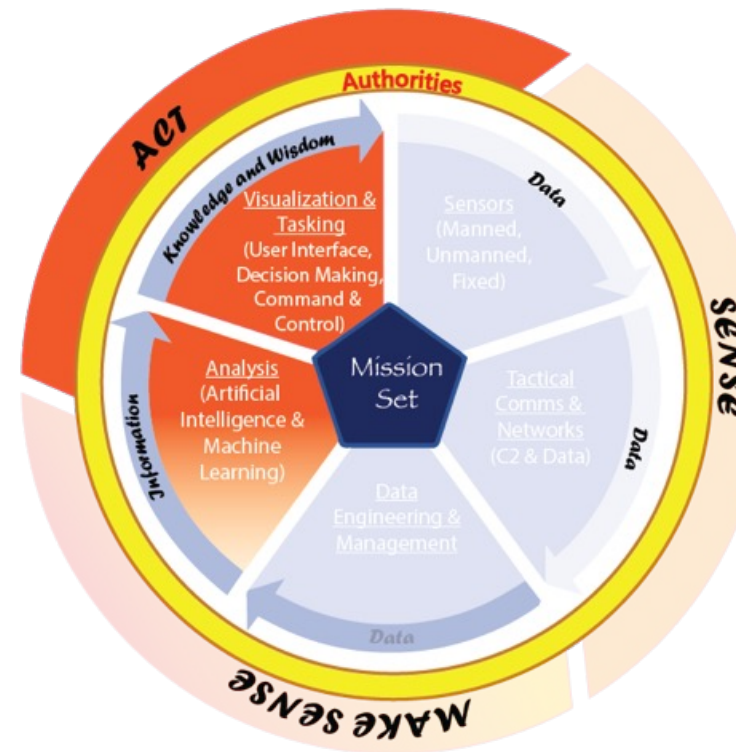 ACT
Authorities
Knowledge and Wisdom
Visualization &
Tasking
(User Interface,
Decision Making,
Command &
Control)
Data
Sensors
(Manned,
Unmanned,
Fixed)
SENSE
Mission
Set
Analysis
(Artificial
Intelligence &
Machine
Learning)
Information
Tactical
Comms &
Networks
(C2 & Data)
Data
Data
Engineering &
Management
Data
MAKE SENSE